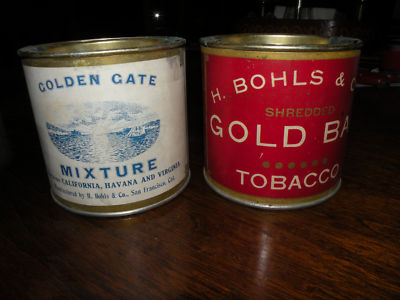 GOLDEN GATE
MIXTURE
CALIFORNIA, HAVANA AND VIRGINIA
by H. Bohls & Co., San Francisco, Cal.
H. BOHLS &
SHREDDED
GOLD BA
TOBACCO